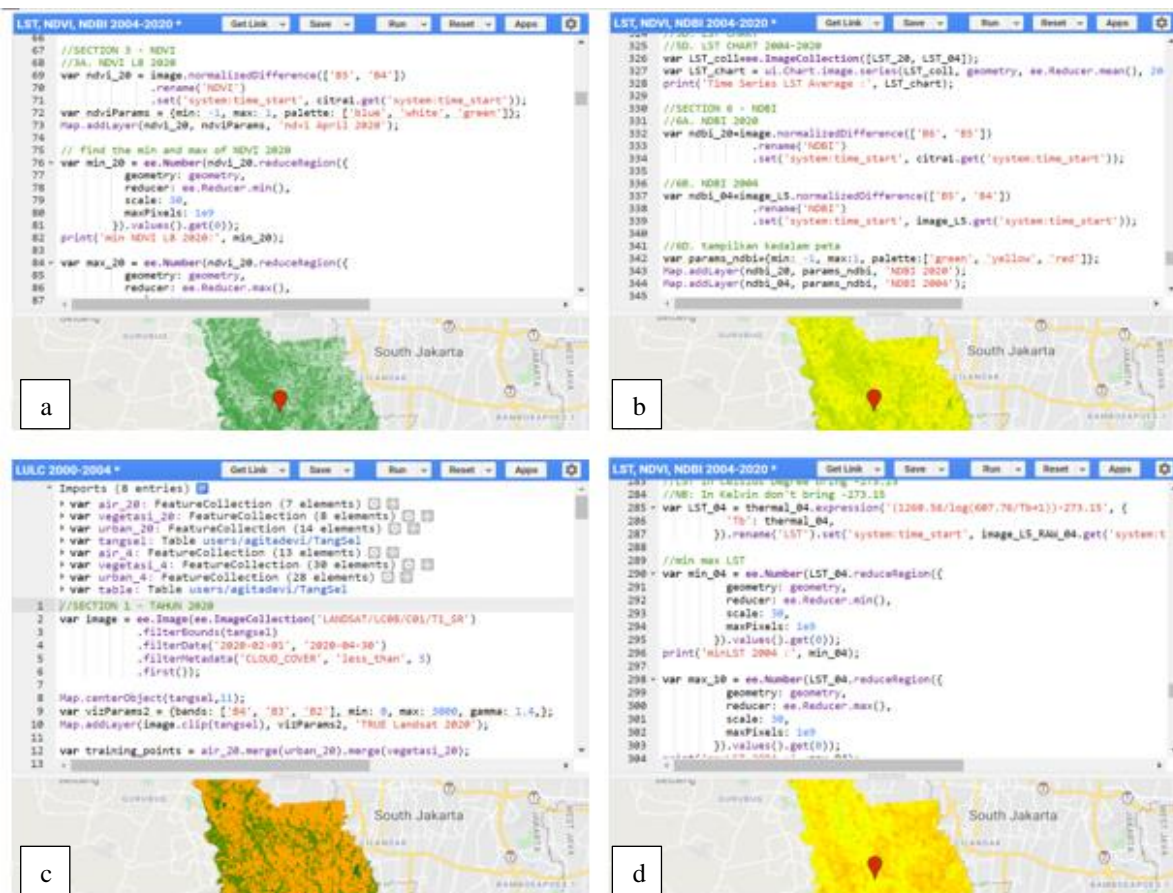 LST, NDVI, NDBI 2004-2020 *
Get Link
Save
Run
Reset
Apps
66
67 //SECTION 3 - NDVI
68 //3A. NDVI L8 2020
69 var ndvi_20 = image.normalizedDifference(['B5', 'B4'])
70 .rename('NDVI')
71 .set('system:time_start', citra1.get('system:time_start'));
72 var ndviParams = {min: -1, max: 1, palette: ['blue', 'white', 'green']};
73 Map.addLayer(ndvi_20, ndviParams, 'ndvi April 2020');
74
75 // find the min and max of NDVI 2020
76 var min_20 = ee.Number(ndvi_20.reduceRegion({
77 geometry: geometry,
78 reducer: ee.Reducer.min(),
79 scale: 30,
80 maxPixels: 1e9
81 }).values().get(0));
82 print('min NDVI L8 2020:', min_20);
83
84 var max_20 = ee.Number(ndvi_20.reduceRegion({
85 geometry: geometry,
86 reducer: ee.Reducer.max(),
87
South Jakarta
a
LST, NDVI, NDBI 2004-2020 *
Get Link
Save
Run
Reset
Apps
325 //5D. LST CHART 2004-2020
326 var LST_coll=ee.ImageCollection([LST_20, LST_04]);
327 var LST_chart = ui.Chart.image.series(LST_coll, geometry, ee.Reducer.mean(), 20
328 print('Time Series LST Average :', LST_chart);
329
330 //SECTION 6 - NDBI
331 //6A. NDBI 2020
332 var ndbi_20=image.normalizedDifference(['B6', 'B5'])
333 .rename('NDBI')
334 .set('system:time_start', citra1.get('system:time_start'));
335
336 //6B. NDBI 2004
337 var ndbi_04=image_L5.normalizedDifference(['B5', 'B4'])
338 .rename('NDBI')
339 .set('system:time_start', image_L5.get('system:time_start'));
340
341 //6D. tampilkan kedalam peta
342 var params_ndbi={min: -1, max:1, palette:['green', 'yellow', 'red']};
343 Map.addLayer(ndbi_20, params_ndbi, 'NDBI 2020');
344 Map.addLayer(ndbi_04, params_ndbi, 'NDBI 2004');
345
South Jakarta
b
LULC 2000-2004 *
Get Link
Save
Run
Reset
Apps
Imports (8 entries)
var air_20: FeatureCollection (7 elements)
var vegetasi_20: FeatureCollection (8 elements)
var urban_20: FeatureCollection (14 elements)
var tangsel: Table users/agitadevi/TangSel
var air_4: FeatureCollection (13 elements)
var vegetasi_4: FeatureCollection (30 elements)
var urban_4: FeatureCollection (28 elements)
var table: Table users/agitadevi/TangSel
1 //SECTION 1 - TAHUN 2020
2 var image = ee.Image(ee.ImageCollection('LANDSAT/LC08/C01/T1_SR')
3 .filterBounds(tangsel)
4 .filterDate('2020-02-01', '2020-04-30')
5 .filterMetadata('CLOUD_COVER', 'less_than', 5)
6 .first());
7
8 Map.centerObject(tangsel,11);
9 var vizParams2 = {bands: ['B4', 'B3', 'B2'], min: 0, max: 3000, gamma: 1.4,};
10 Map.addLayer(image.clip(tangsel), vizParams2, 'TRUE Landsat 2020');
11
12 var training_points = air_20.merge(urban_20).merge(vegetasi_20);
13
South Jakarta
c
LST, NDVI, NDBI 2004-2020 *
Get Link
Save
Run
Reset
Apps
284 //NB: In Kelvin don't bring -273.15
285 var LST_04 = thermal_04.expression('(1260.56/log(607.76/Tb+1))-273.15', {
286 'Tb': thermal_04,
287 }).rename('LST').set('system:time_start', image_L5_RAW_04.get('system:t
288
289 //min max LST
290 var min_04 = ee.Number(LST_04.reduceRegion({
291 geometry: geometry,
292 reducer: ee.Reducer.min(),
293 scale: 30,
294 maxPixels: 1e9
295 }).values().get(0));
296 print('minLST 2004 :', min_04);
297
298 var max_10 = ee.Number(LST_04.reduceRegion({
299 geometry: geometry,
300 reducer: ee.Reducer.max(),
301 scale: 30,
302 maxPixels: 1e9
303 }).values().get(0));
304
South Jakarta
d